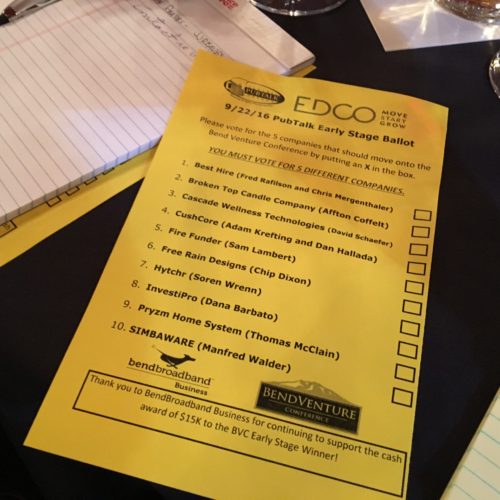 PUBTALK
EDCO MOVE
START
GROW
9/22/16 PubTalk Early Stage Ballot
Please vote for the 5 companies that should move onto the
Bend Venture Conference by putting an X in the box.
YOU MUST VOTE FOR 5 DIFFERENT COMPANIES.
1. Best Hire (Fred Rafilson and Chris Mergenthaler)
2. Broken Top Candle Company (Affton Coffelt)
3. Cascade Wellness Technologies (David Schaefer)
4. CushCore (Adam Krefting and Dan Hallada)
5. Fire Funder (Sam Lambert)
6. Free Rain Designs (Chip Dixon)
7. Hytchr (Soren Wrenn)
8. InvestiPro (Dana Barbato)
9. Pryzm Home System (Thomas McClain)
10. SIMBAWARE (Manfred Walder)
bendbroadband
Business
BENDVENTURE
CONFERENCE
Thank you to BendBroadband Business for continuing to support the cash
award of $15K to the BVC Early Stage Winner!